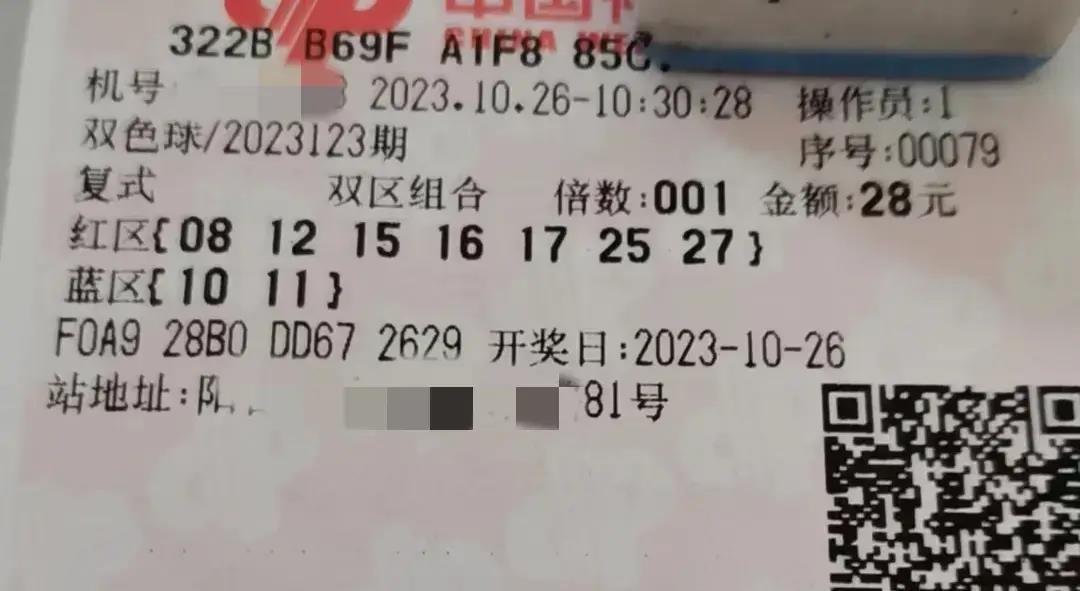 中国
CHINA
322B B69F A1F8 85C
机号 2023.10.26-10:30:28 操作员:1
双色球/2023123期 序号:00079
复式 双区组合 倍数:001 金额:28元
红区{08 12 15 16 17 25 27}
蓝区{10 11}
F0A9 28B0 DD67 2629 开奖日:2023-10-26
站地址: 81号